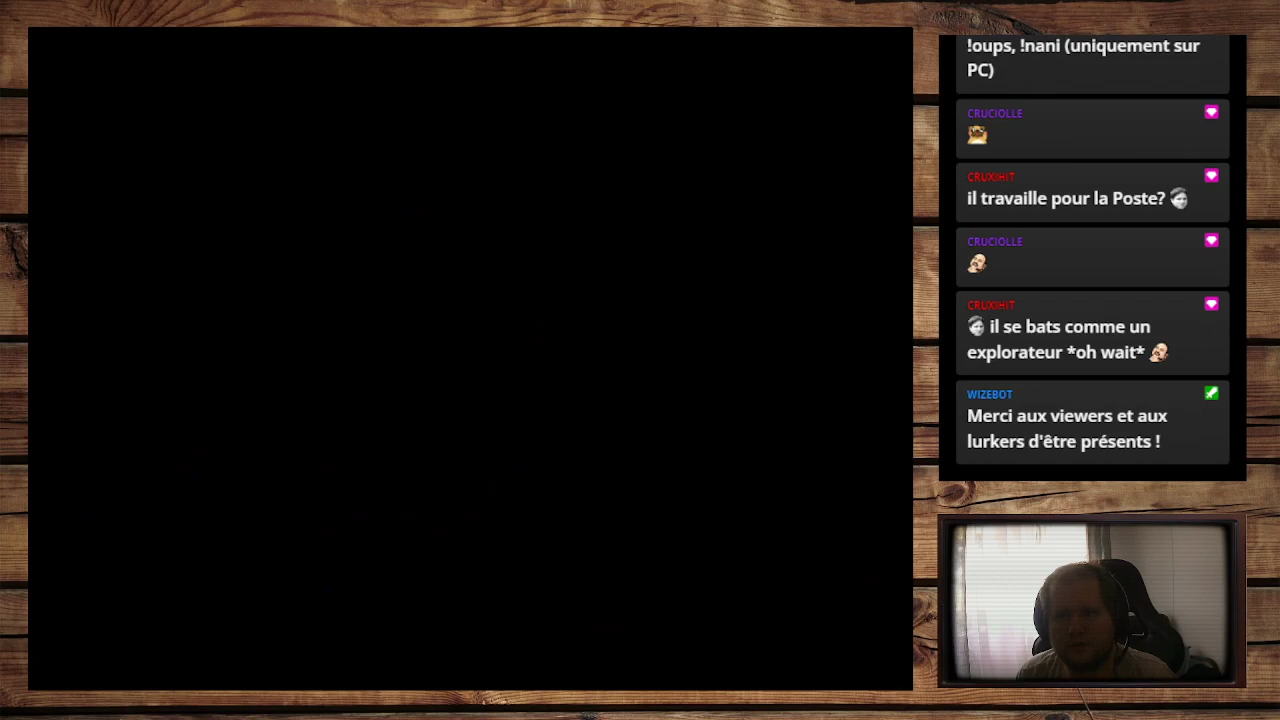 !oups, !nani (uniquement sur
PC)
CRUCIOLLE
CRUXIHIT
il travaille pour la Poste?
CRUCIOLLE
CRUXIHIT
il se bats comme un
explorateur *oh wait*
WIZEBOT
Merci aux viewers et aux
lurkers d'être présents !